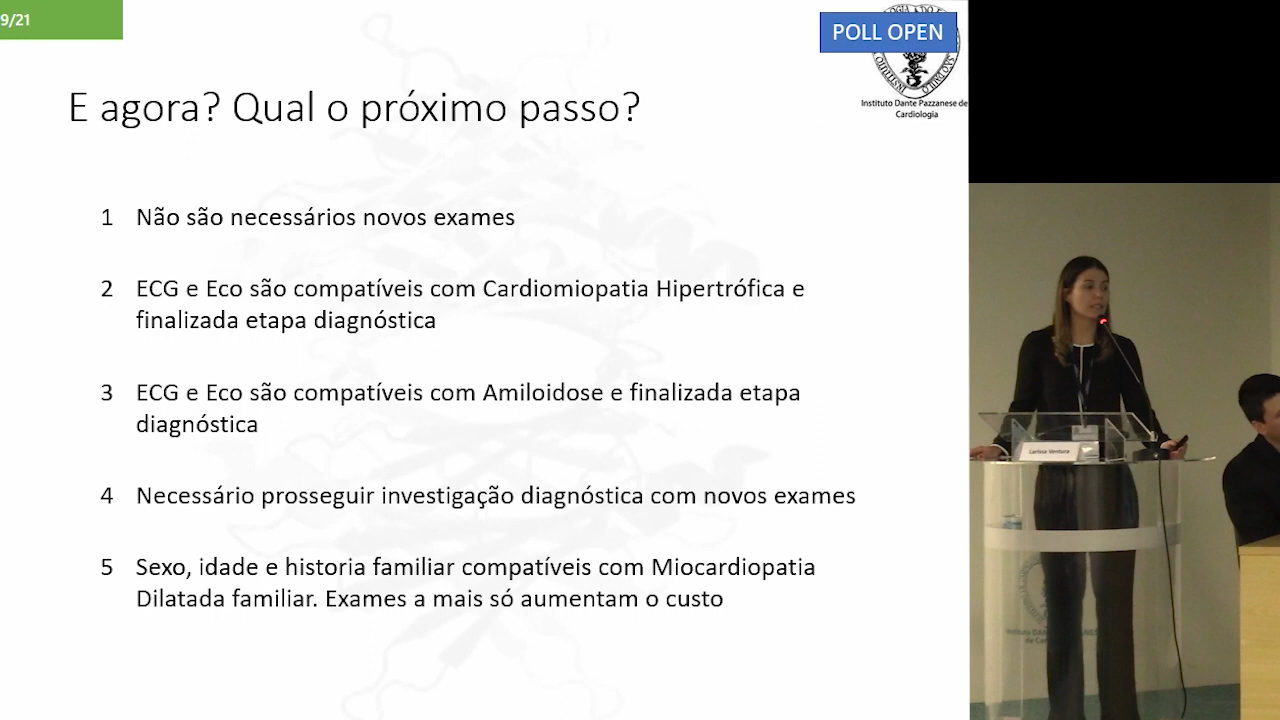 9/21
POLL OPEN
Instituto Dante Pazzanese de
Cardiologia
E agora? Qual o próximo passo?
1 Não são necessários novos exames
2 ECG e Eco são compatíveis com Cardiomiopatia Hipertrófica e
finalizada etapa diagnóstica
3 ECG e Eco são compatíveis com Amiloidose e finalizada etapa
diagnóstica
4 Necessário prosseguir investigação diagnóstica com novos exames
5 Sexo, idade e historia familiar compatíveis com Miocardiopatia
Dilatada familiar. Exames a mais só aumentam o custo
Larissa Ventura